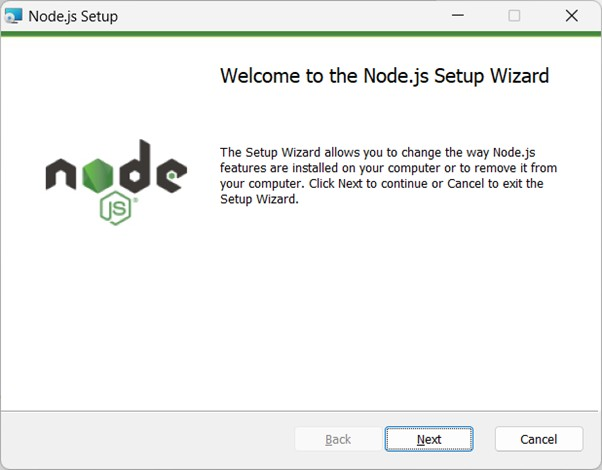 Node.js Setup
Welcome to the Node.js Setup Wizard
node
JS®
The Setup Wizard allows you to change the way Node.js
features are installed on your computer or to remove it from
your computer. Click Next to continue or Cancel to exit the
Setup Wizard.
Back
Next
Cancel